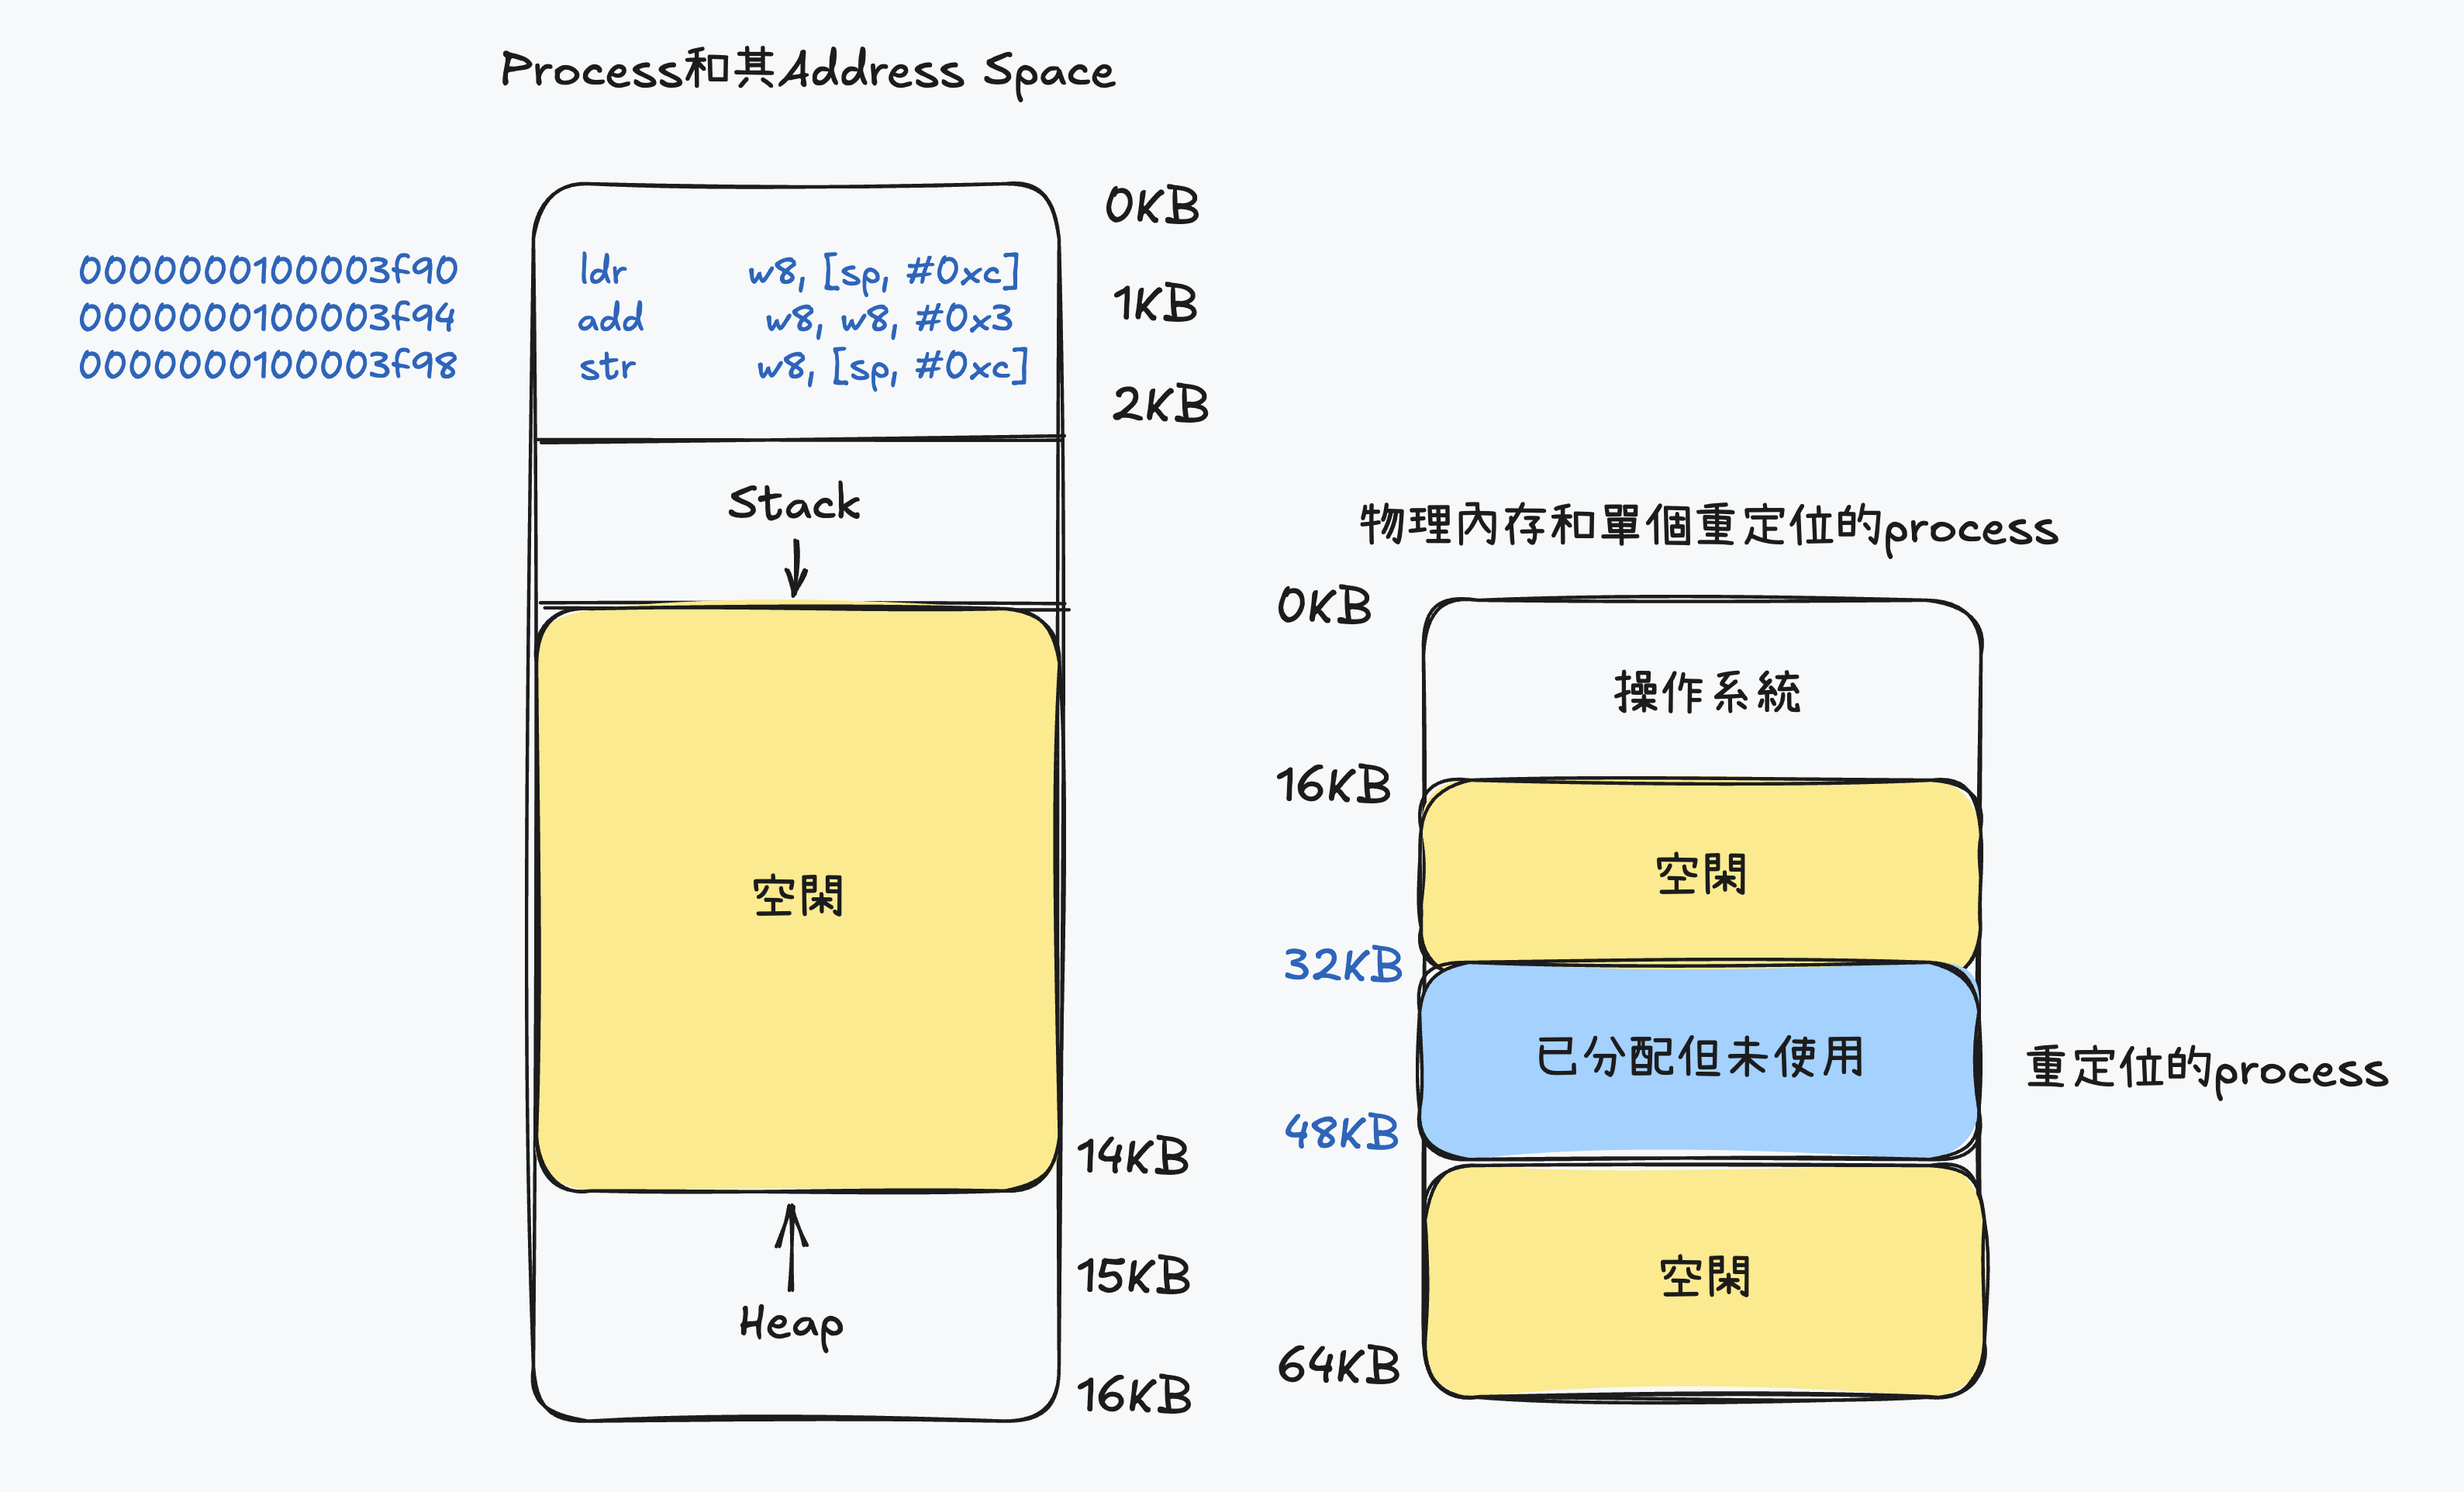 Process和其Address Space
0KB
0000000100003f90 ldr w8, [sp, #0xc]
1KB
0000000100003f94 add w8, w8, #0x3
0000000100003f98 str w8, [sp, #0xc]
2KB
Stack
空閑
14KB
15KB
Heap
16KB
物理內存和單個重定位的process
0KB
操作系統
16KB
空閑
32KB
已分配但未使用
重定位的process
48KB
空閑
64KB